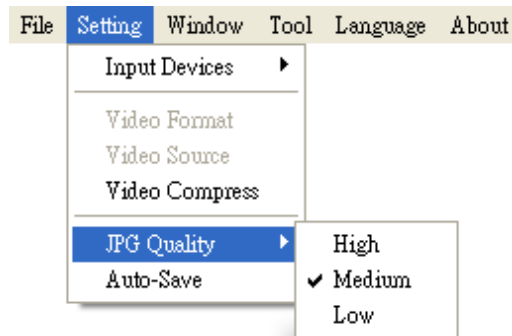 File Setting Window Tool Language About
Input Devices
Video Format
Video Source
Video Compress
JPG Quality
High
Auto-Save
Medium
Low